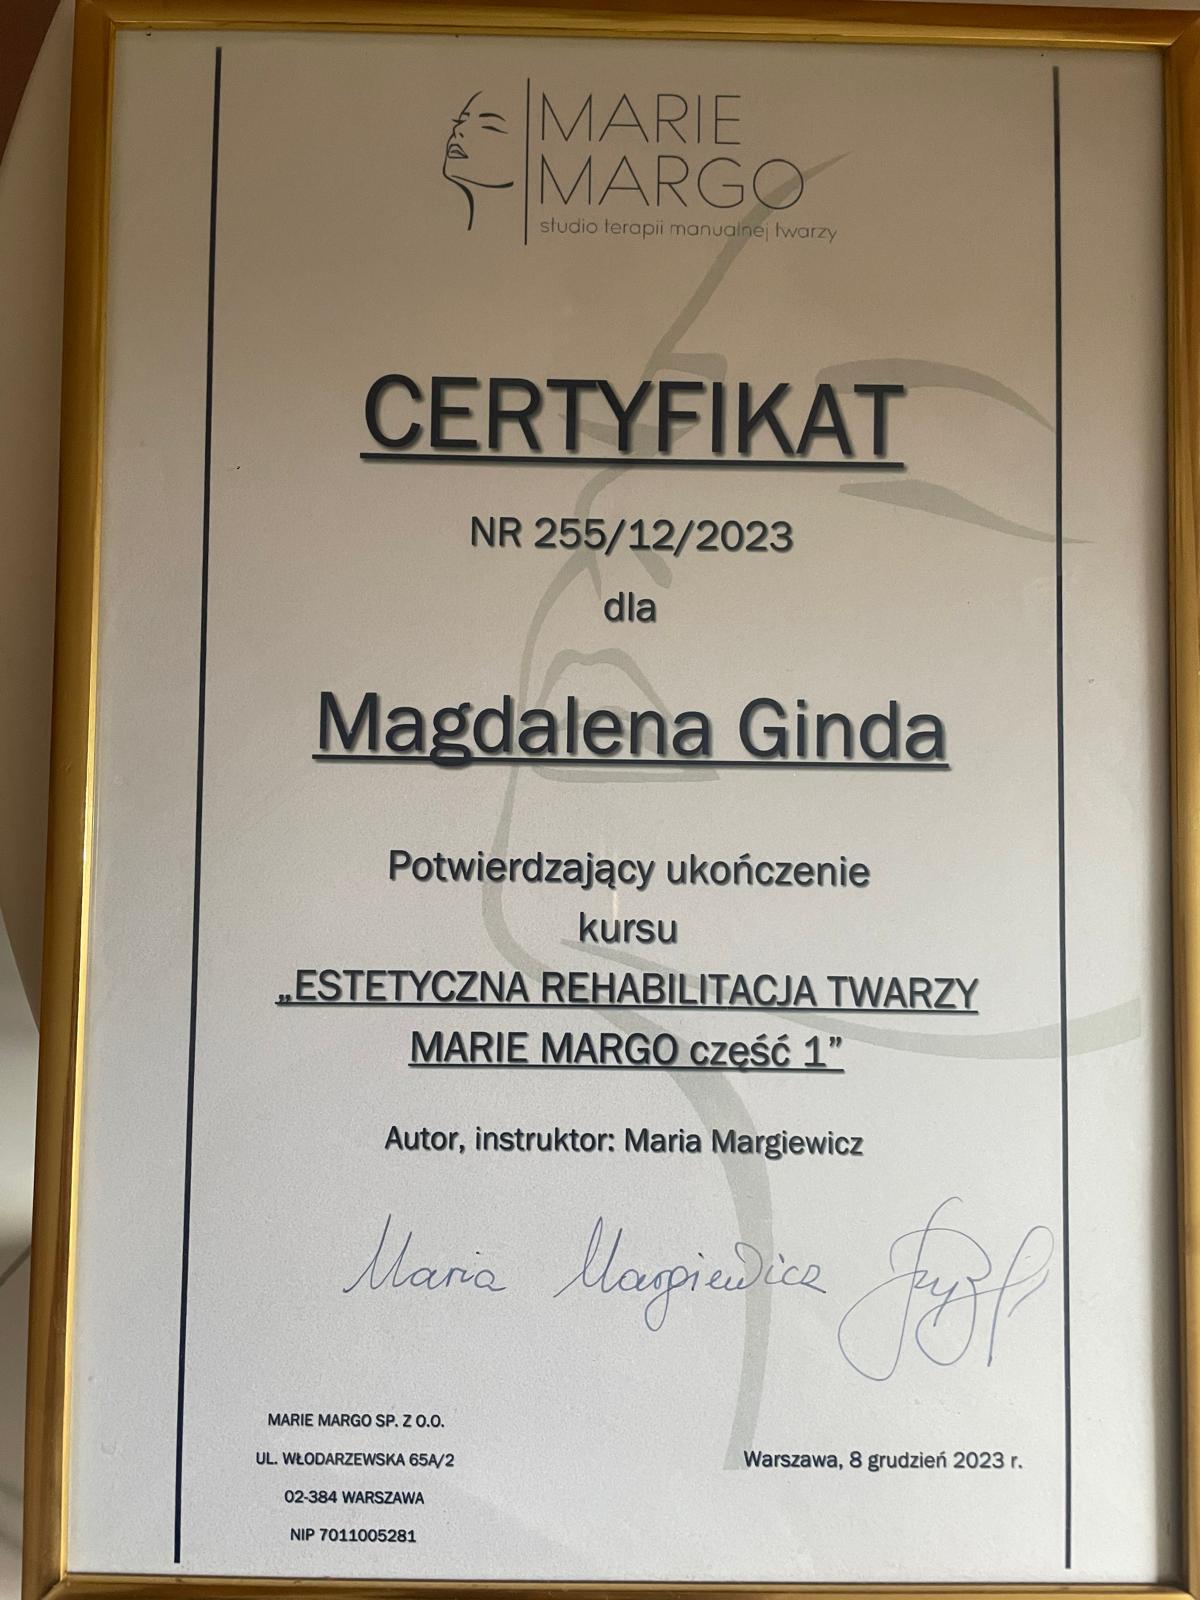 MARIE
MARGO
studio terapii manualnej twarzy
CERTYFIKAT
NR 255/12/2023
dla
Magdalena Ginda
Potwierdzający ukończenie
kursu
„ESTETYCZNA REHABILITACJA TWARZY
MARIE MARGO część 1”
Autor, instruktor: Maria Margiewicz
Maria Margiewicz
MARIE MARGO SP. Z O.O.
UL. WŁODARZEWSKA 65A/2
02-384 WARSZAWA
NIP 7011005281
Warszawa, 8 grudzień 2023 r.